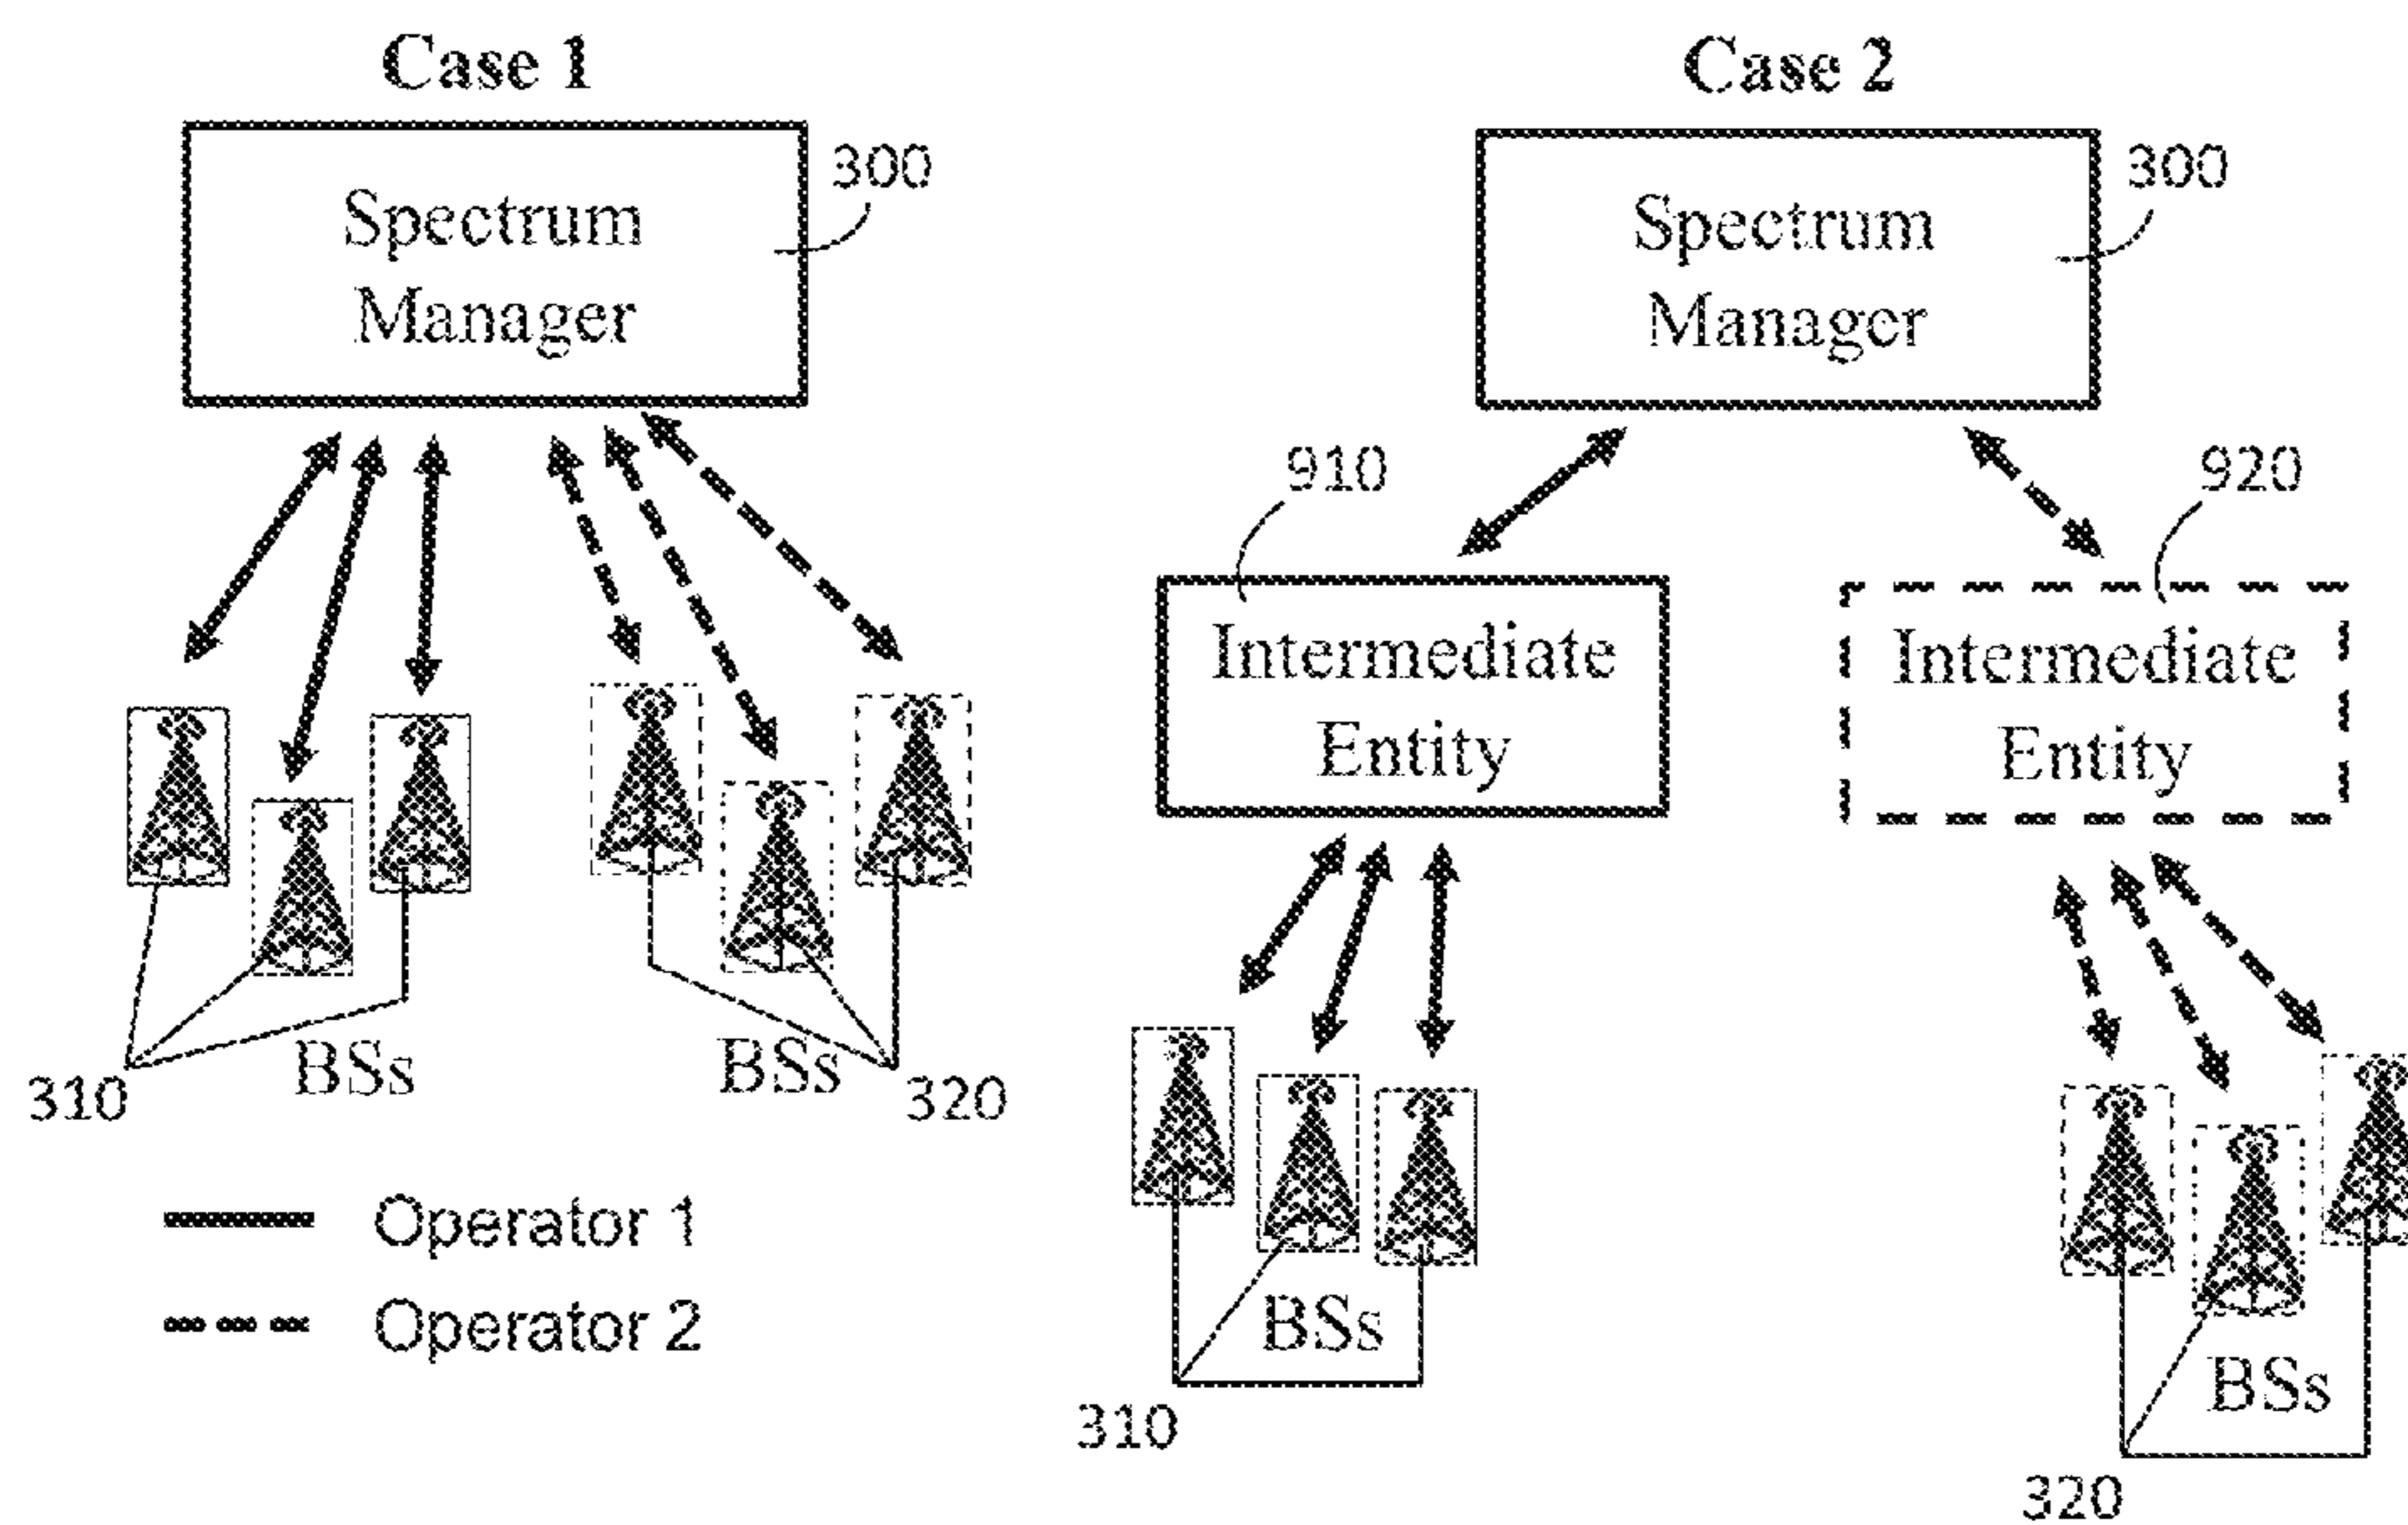 Case 1
Spectrum
Manager
300
310
BSs
BSs
320
Operator 1
Operator 2
Case 2
Spectrum
Manager
300
910
920
Intermediate
Entity
Intermediate
Entity
BSs
310
BSs
320